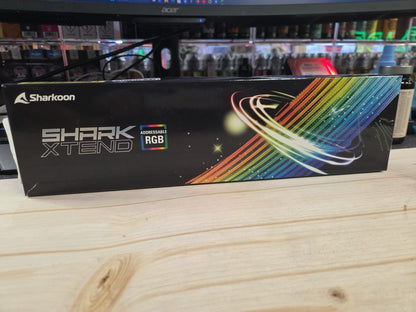 acer
Sharkoon
SHARK
XTEND
ADDRESSABLE
RGB